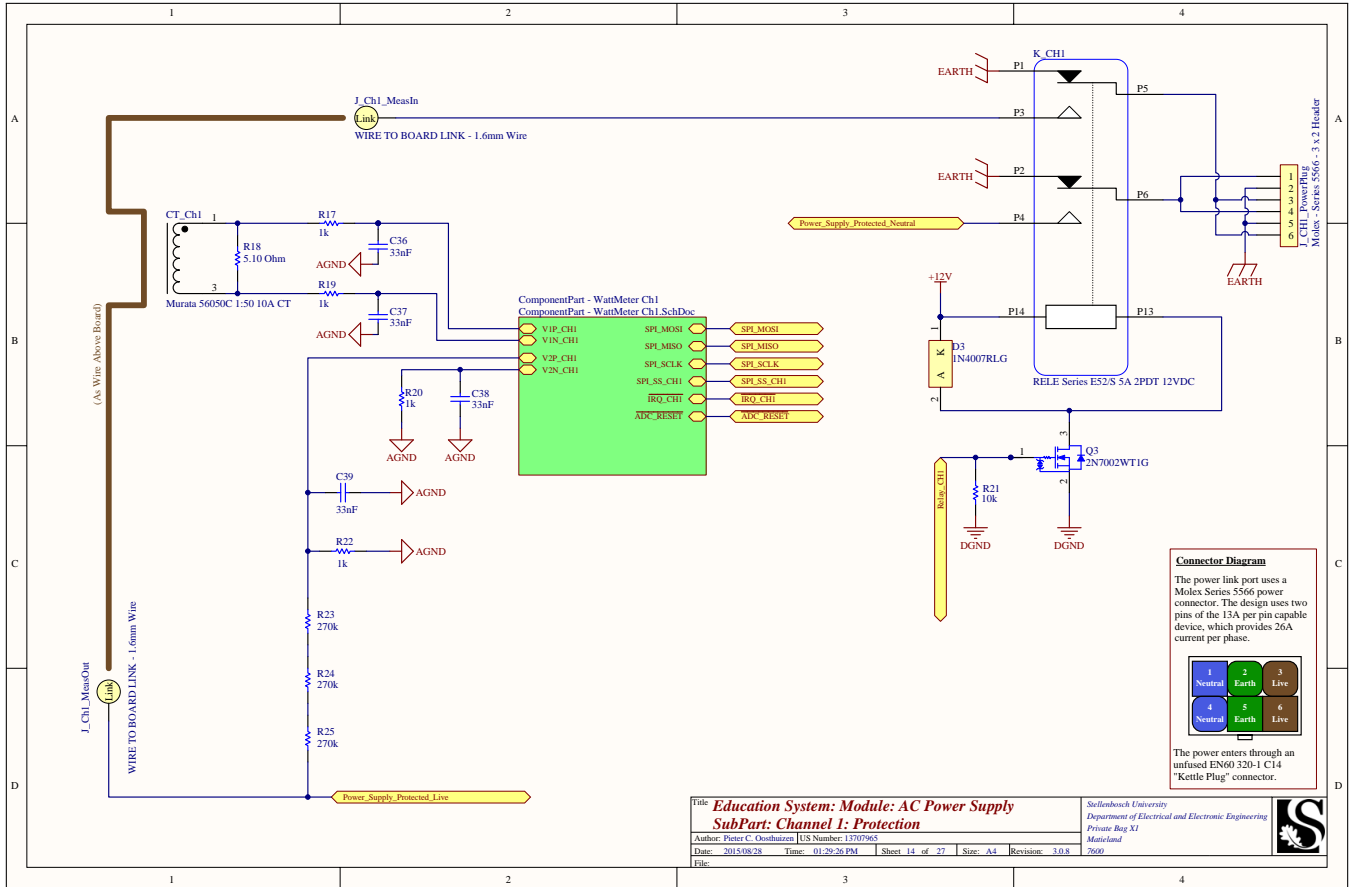 1
2
3
4
A
B
C
D
A
B
C
D
1
2
3
4
J_Ch1_MeasIn
Link
WIRE TO BOARD LINK - 1.6mm Wire
CT_Ch1
1
3
Murata 56050C 1:50 10A CT
R18
5.10 Ohm
R17
1k
C36
33nF
AGND
R19
1k
C37
33nF
AGND
(As Wire Above Board)
ComponentPart - WattMeter Ch1
ComponentPart - WattMeter Ch1.SchDoc
V1P_CH1
V1N_CH1
V2P_CH1
V2N_CH1
SPI_MOSI
SPI_MISO
SPI_SCLK
SPI_SS_CH1
IRQ_CH1
ADC_RESET
SPI_MOSI
SPI_MISO
SPI_SCLK
SPI_SS_CH1
IRQ_CH1
ADC_RESET
R20
1k
C38
33nF
AGND
AGND
C39
33nF
AGND
R22
1k
AGND
R23
270k
R24
270k
R25
270k
J_Ch1_MeasOut
Link
WIRE TO BOARD LINK - 1.6mm Wire
Power_Supply_Protected_Live
K_CH1
EARTH
P1
P3
EARTH
P2
P4
P5
P6
P14
P13
Power_Supply_Protected_Neutral
RELE Series E52/S 5A 2PDT 12VDC
1
2
3
4
5
6
J_CH1_PowerPlug
Molex - Series 5566 - 3 x 2 Header
EARTH
+12V
1
K
A
2
D3
1N4007RLG
3
1
2
Q3
2N7002WT1G
Relay_CH1
R21
10k
DGND
DGND
Connector Diagram
The power link port uses a
Molex Series 5566 power
connector. The design uses two
pins of the 13A per pin capable
device, which provides 26A
current per phase.
1
Neutral
2
Earth
3
Live
4
Neutral
5
Earth
6
Live
The power enters through an
unfused EN60 320-1 C14
"Kettle Plug" connector.
Title Education System: Module: AC Power Supply
SubPart: Channel 1: Protection
Author: Pieter C. Oosthuizen US Number: 13707965
Date: 2015/08/28 Time: 01:29:26 PM Sheet 14 of 27 Size: A4 Revision: 3.0.8
File:
Stellenbosch University
Department of Electrical and Electronic Engineering
Private Bag X1
Matieland
7600